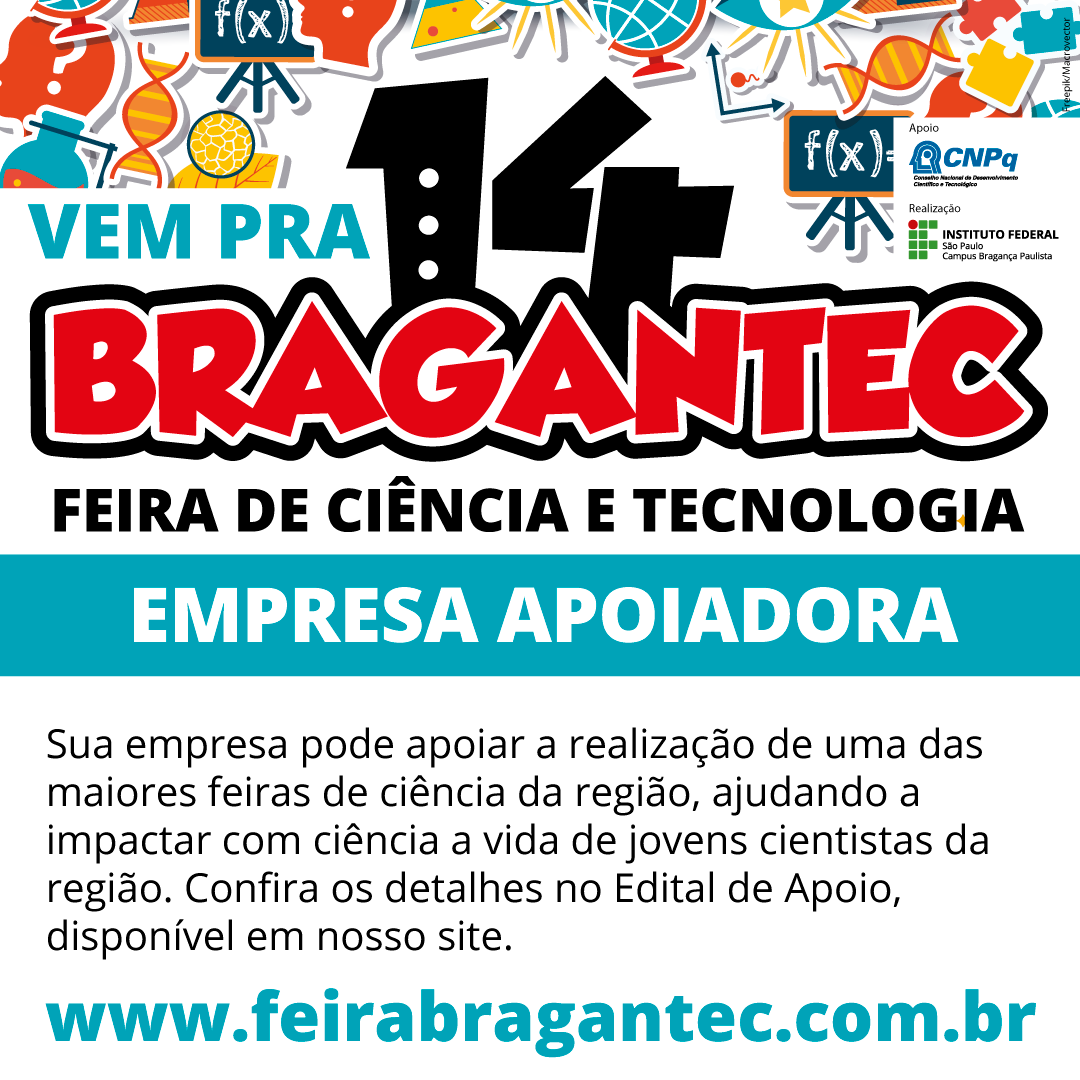 f(x)
Freepik/Macrovector
f(x)=
Apoio
CNPq
Conselho Nacional de Desenvolvimento
Científico e Tecnológico
Realização
INSTITUTO FEDERAL
São Paulo
Campus Bragança Paulista
VEM PRA
14
BRAGANTEC
FEIRA DE CIÊNCIA E TECNOLOGIA
EMPRESA APOIADORA
Sua empresa pode apoiar a realização de uma das
maiores feiras de ciência da região, ajudando a
impactar com ciência a vida de jovens cientistas da
região. Confira os detalhes no Edital de Apoio,
disponível em nosso site.
www.feirabragantec.com.br